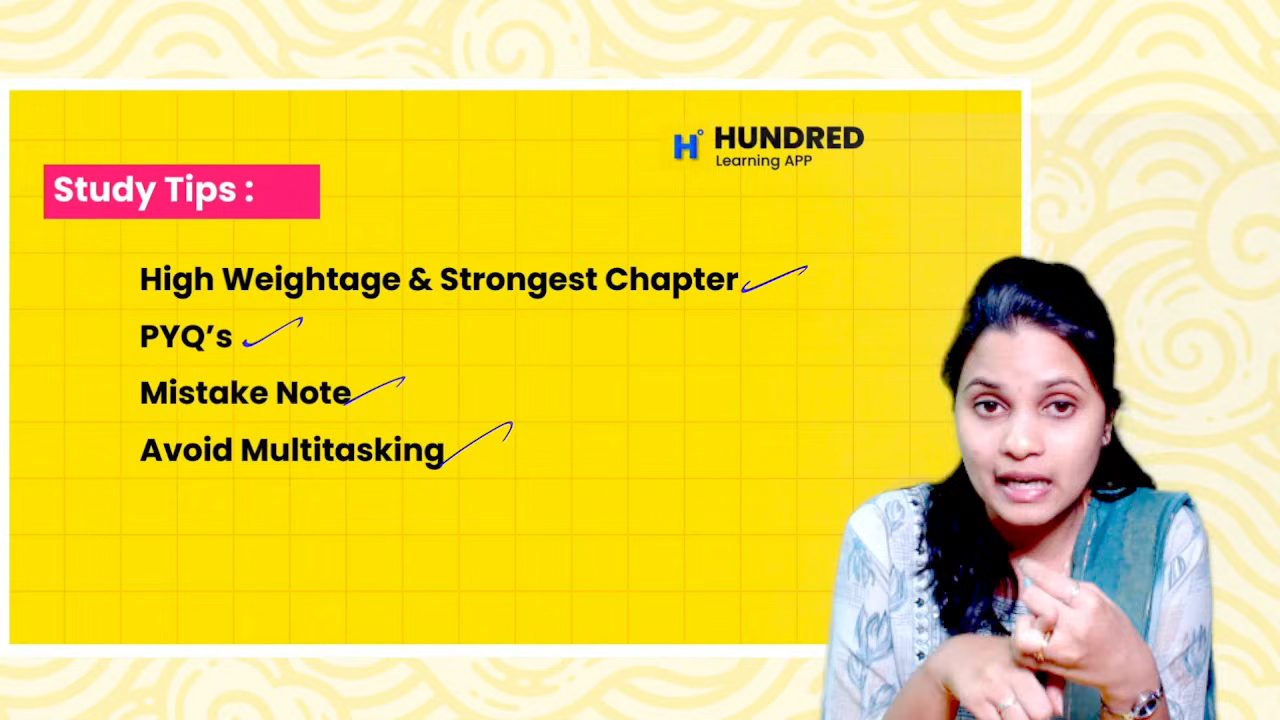 HUNDRED
Learning APP
Study Tips :
High Weightage & Strongest Chapter
PYQ’s
Mistake Note
Avoid Multitasking